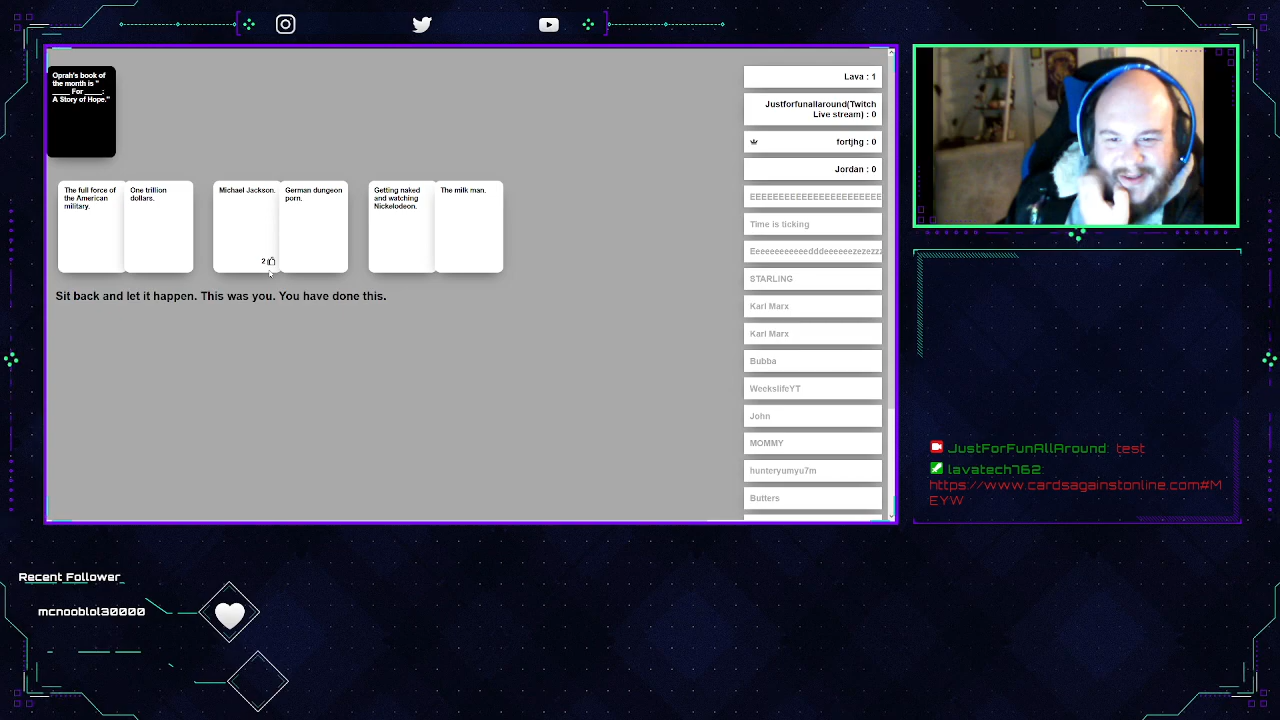 Oprah's book of
the month is "
_____ For ____:
A Story of Hope."
The full force of
the American
military.
One trillion
dollars.
Michael Jackson.
2
German dungeon
porn.
Getting naked
and watching
Nickelodeon.
The milk man.
Sit back and let it happen. This was you. You have done this.
Lava : 1
Justforfunallaround(Twitch
Live stream) : 0
fortjhg : 0
Jordan : 0
Time is ticking
STARLING
Karl Marx
Karl Marx
Bubba
WeekslifeYT
John
MOMMY
hunteryumyu7m
Butters
JustForFunAllAround: test
lavatech762:
https://www.cardsagainstonline.com#M
EYW
Recent Follower
mcnooblol30000